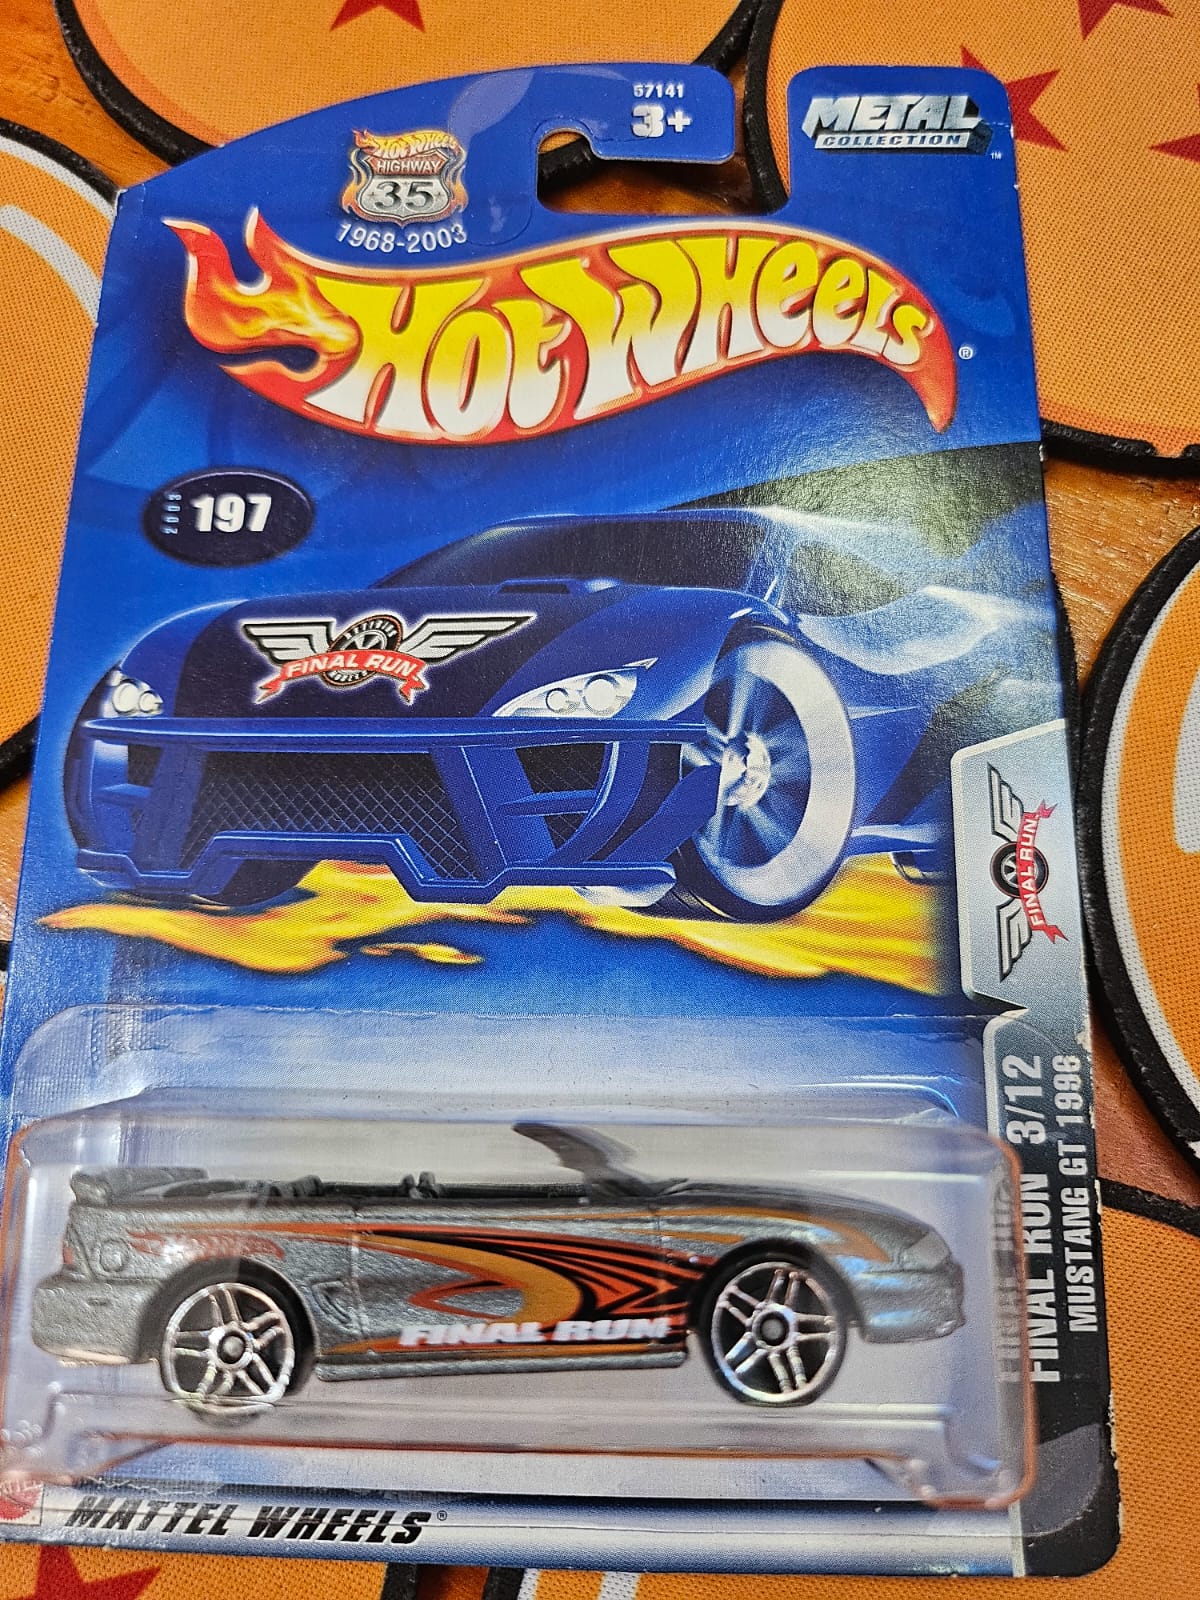 57141
3+
METAL
COLLECTION
™
Hot Wheels
HIGHWAY
35
1968-2003
Hot Wheels®
2003
197
FINAL RUN
FINAL RUN
FINAL RUN 3/12
MUSTANG GT 1996
FINAL RUN
MATTEL WHEELS®